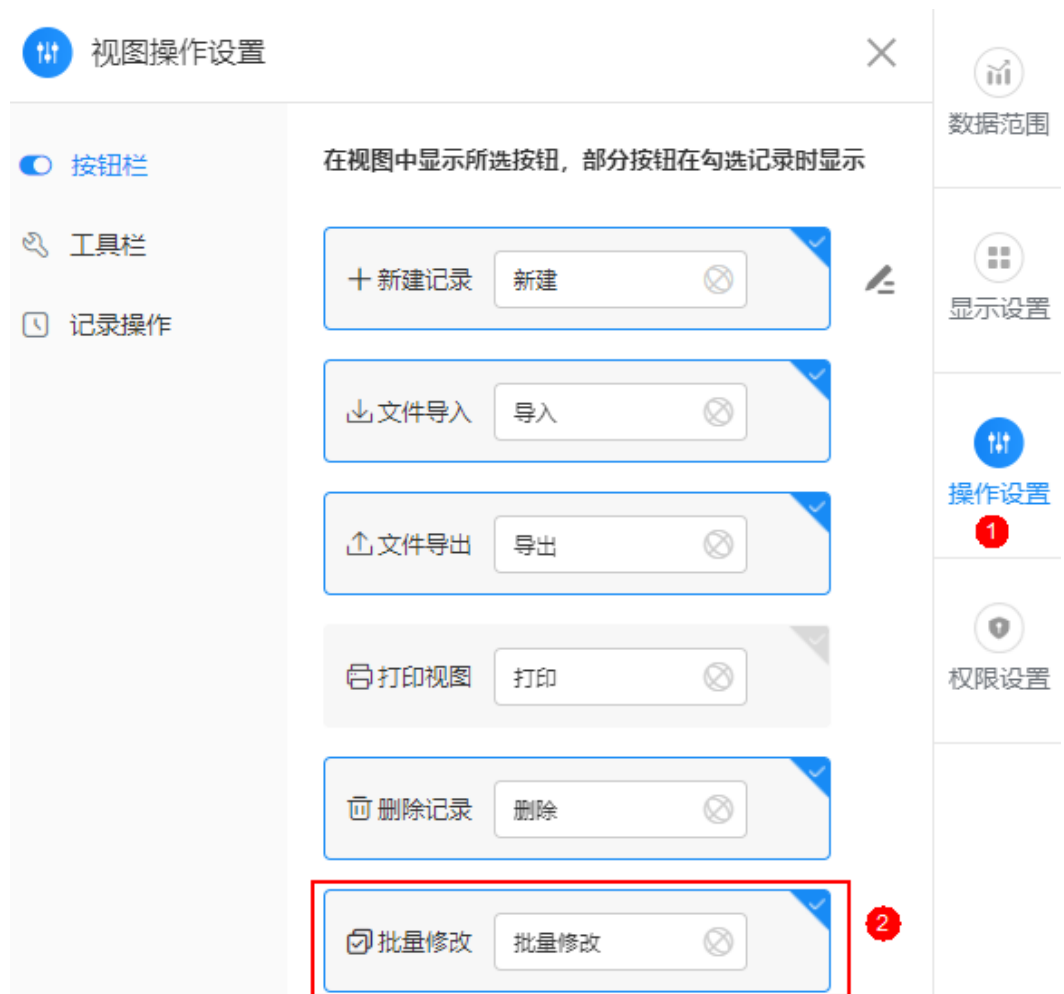 视图操作设置
按钮栏
工具栏
记录操作
在视图中显示所选按钮，部分按钮在勾选记录时显示
新建记录 新建
文件导入 导入
文件导出 导出
打印视图 打印
删除记录 删除
批量修改 批量修改
2
数据范围
显示设置
操作设置
1
权限设置